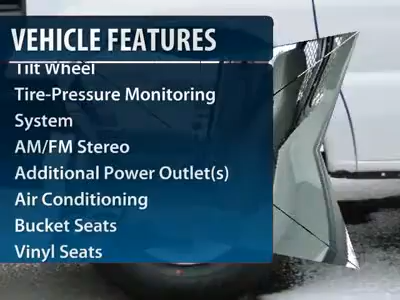 VEHICLE FEATURES
Tilt Wheel
Tire-Pressure Monitoring
System
AM/FM Stereo
Additional Power Outlet(s)
Air Conditioning
Bucket Seats
Vinyl Seats